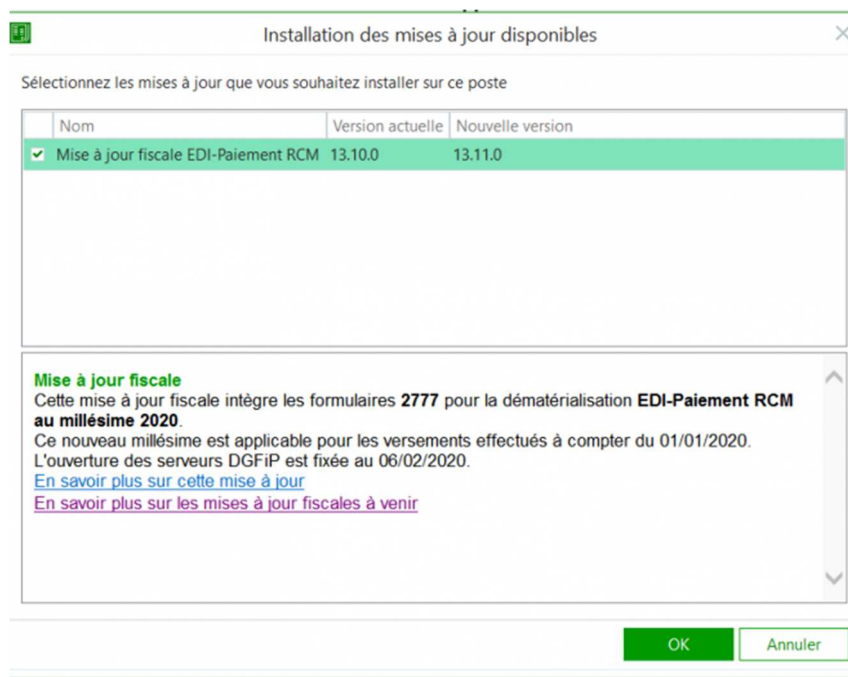 Installation des mises à jour disponibles
Sélectionnez les mises à jour que vous souhaitez installer sur ce poste
Nom Version actuelle Nouvelle version
Mise à jour fiscale EDI-Paiement RCM 13.10.0 13.11.0
Mise à jour fiscale
Cette mise à jour fiscale intègre les formulaires 2777 pour la dématérialisation EDI-Paiement RCM
au millésime 2020.
Ce nouveau millésime est applicable pour les versements effectués à compter du 01/01/2020.
L'ouverture des serveurs DGFiP est fixée au 06/02/2020.
En savoir plus sur cette mise à jour
En savoir plus sur les mises à jour fiscales à venir
OK Annuler